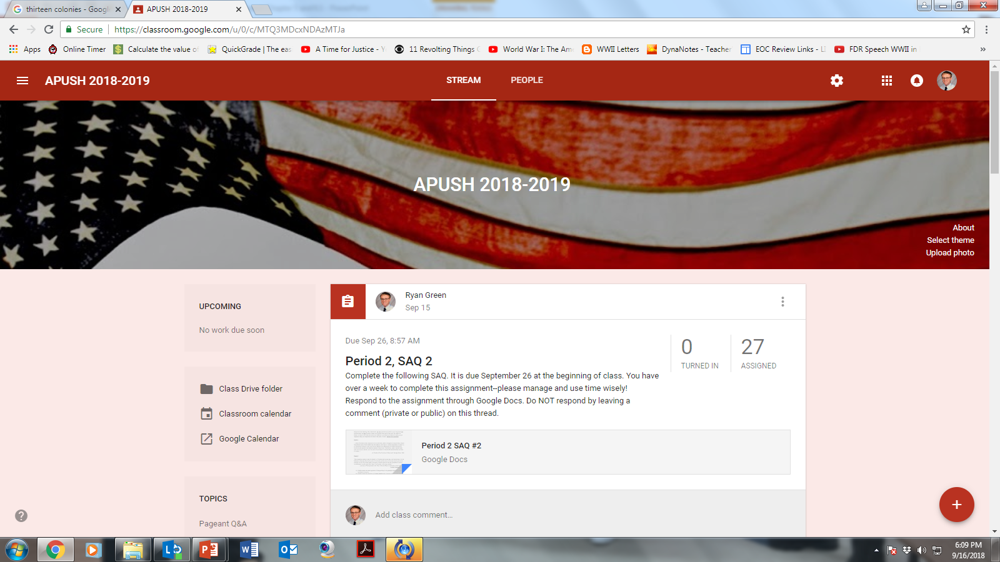 thirteen colonies - Googl
APUSH 2018-2019
Secure
https://classroom.google.com/u/0/c/MTQ3MDcxNDAzMTJa
Apps
Online Timer
Calculate the value of
QuickGrade | The eas
A Time for Justice - Y
11 Revolting Things
World War I: The Am
WWII Letters
DynaNotes - Teacher
EOC Review Links - LI
FDR Speech WWII in
»
APUSH 2018-2019
STREAM
PEOPLE
APUSH 2018-2019
About
Select theme
Upload photo
UPCOMING
No work due soon
Class Drive folder
Classroom calendar
Google Calendar
TOPICS
Pageant Q&A
Ryan Green
Sep 15
Due Sep 26, 8:57 AM
Period 2, SAQ 2
Complete the following SAQ. It is due September 26 at the beginning of class. You have
over a week to complete this assignment--please manage and use time wisely!
Respond to the assignment through Google Docs. Do NOT respond by leaving a
comment (private or public) on this thread.
0
TURNED IN
27
ASSIGNED
Period 2 SAQ #2
Google Docs
Add class comment...
6:09 PM
9/16/2018